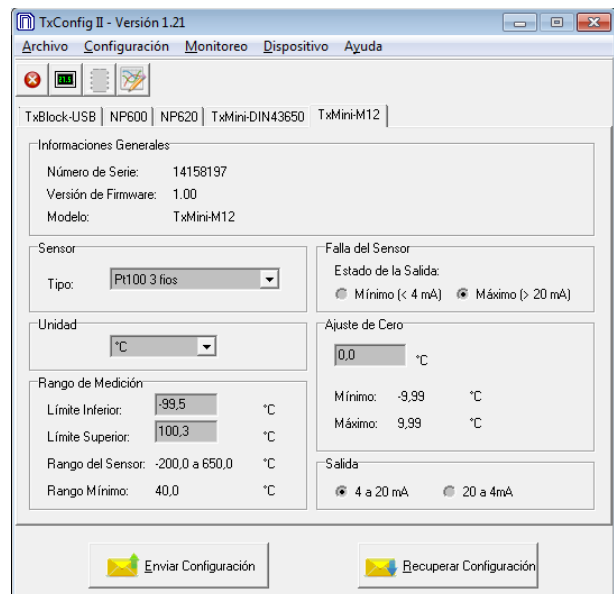 TxConfig II - Versión 1.21
Archivo Configuración Monitoreo Dispositivo Ayuda
21.5
TxBlock-USB NP600 NP620 TxMini-DIN43650 TxMini-M12
Informaciones Generales
Número de Serie: 14158197
Versión de Firmware: 1.00
Modelo: TxMini-M12
Sensor
Tipo: Pt100 3 fios
Falla del Sensor
Estado de la Salida:
Mínimo (< 4 mA) Máximo (> 20 mA)
Unidad
°C
Ajuste de Cero
0,0 °C
Mínimo: -9,99 °C
Máximo: 9,99 °C
Rango de Medición
Límite Inferior: -99,5 °C
Límite Superior: 100,3 °C
Rango del Sensor: -200,0 a 650,0 °C
Rango Mínimo: 40,0 °C
Salida
4 a 20 mA 20 a 4mA
Enviar Configuración Recuperar Configuración